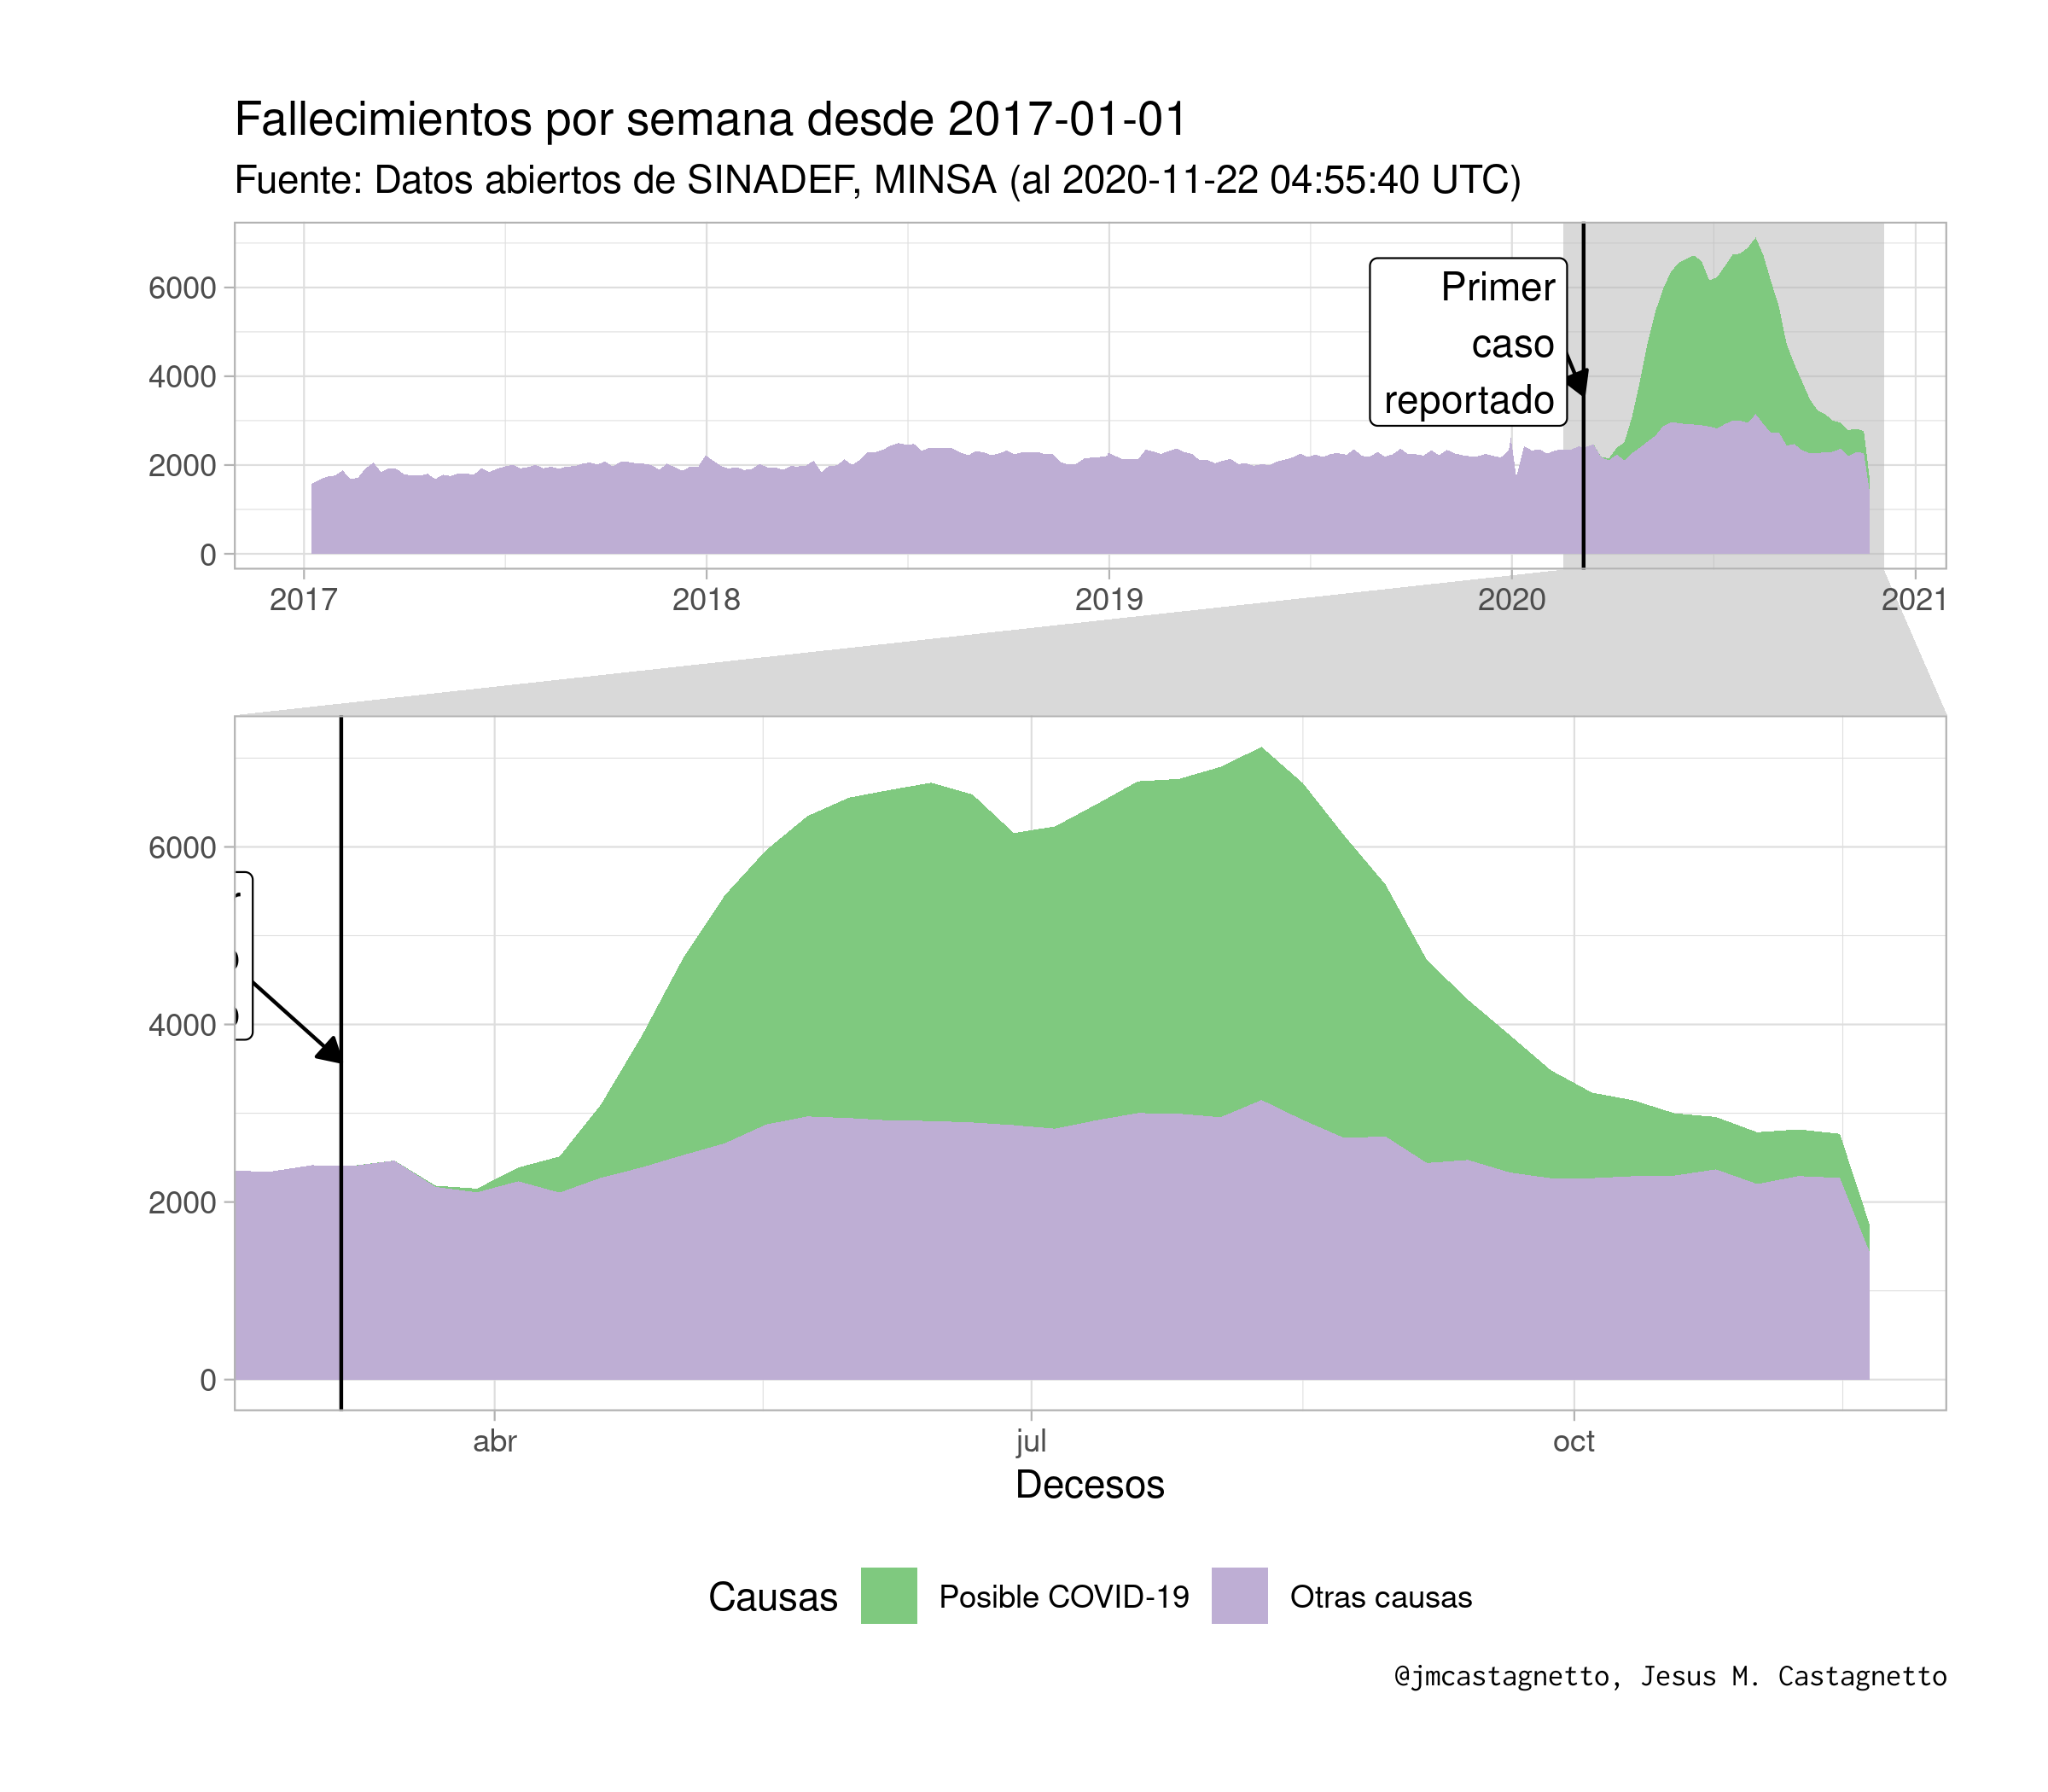 Fallecimientos por semana desde 2017-01-01
Fuente: Datos abiertos de SINADEF, MINSA (al 2020-11-22 04:55:40 UTC)
6000
4000
2000
0
Primer
caso
reportado
2017
2018
2019
2020
2021
6000
4000
2000
0
abr
jul
oct
Decesos
Causas
Posible COVID-19
Otras causas
@jmcastagnetto, Jesus M. Castagnetto